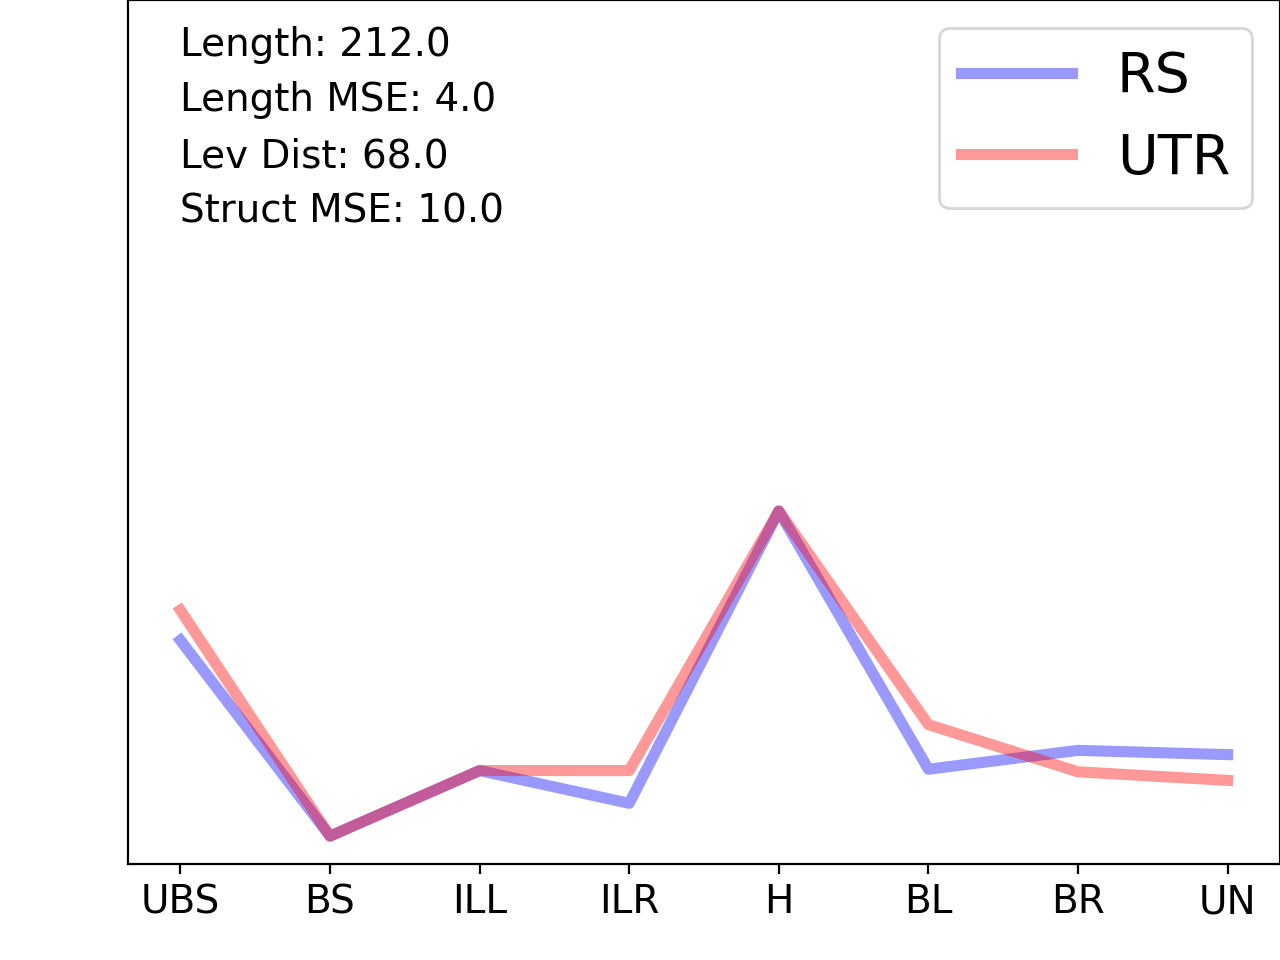 Length: 212.0
Length MSE: 4.0
Lev Dist: 68.0
Struct MSE: 10.0
RS
UTR
UBS BS ILL ILR H BL BR UN